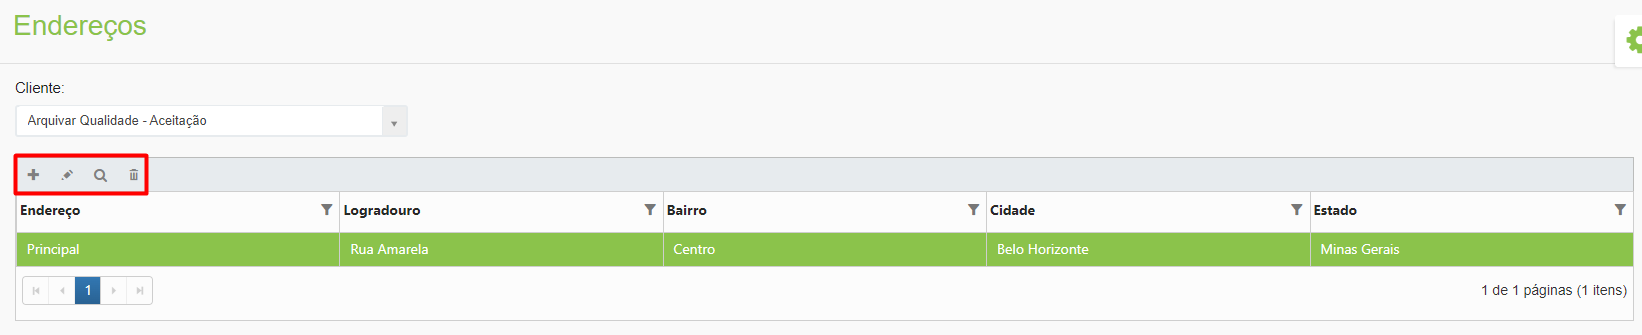 Endereços
Cliente:
Arquivar Qualidade - Aceitação
Endereço Logradouro Bairro Cidade Estado
Principal Rua Amarela Centro Belo Horizonte Minas Gerais
1 1 de 1 páginas (1 itens)